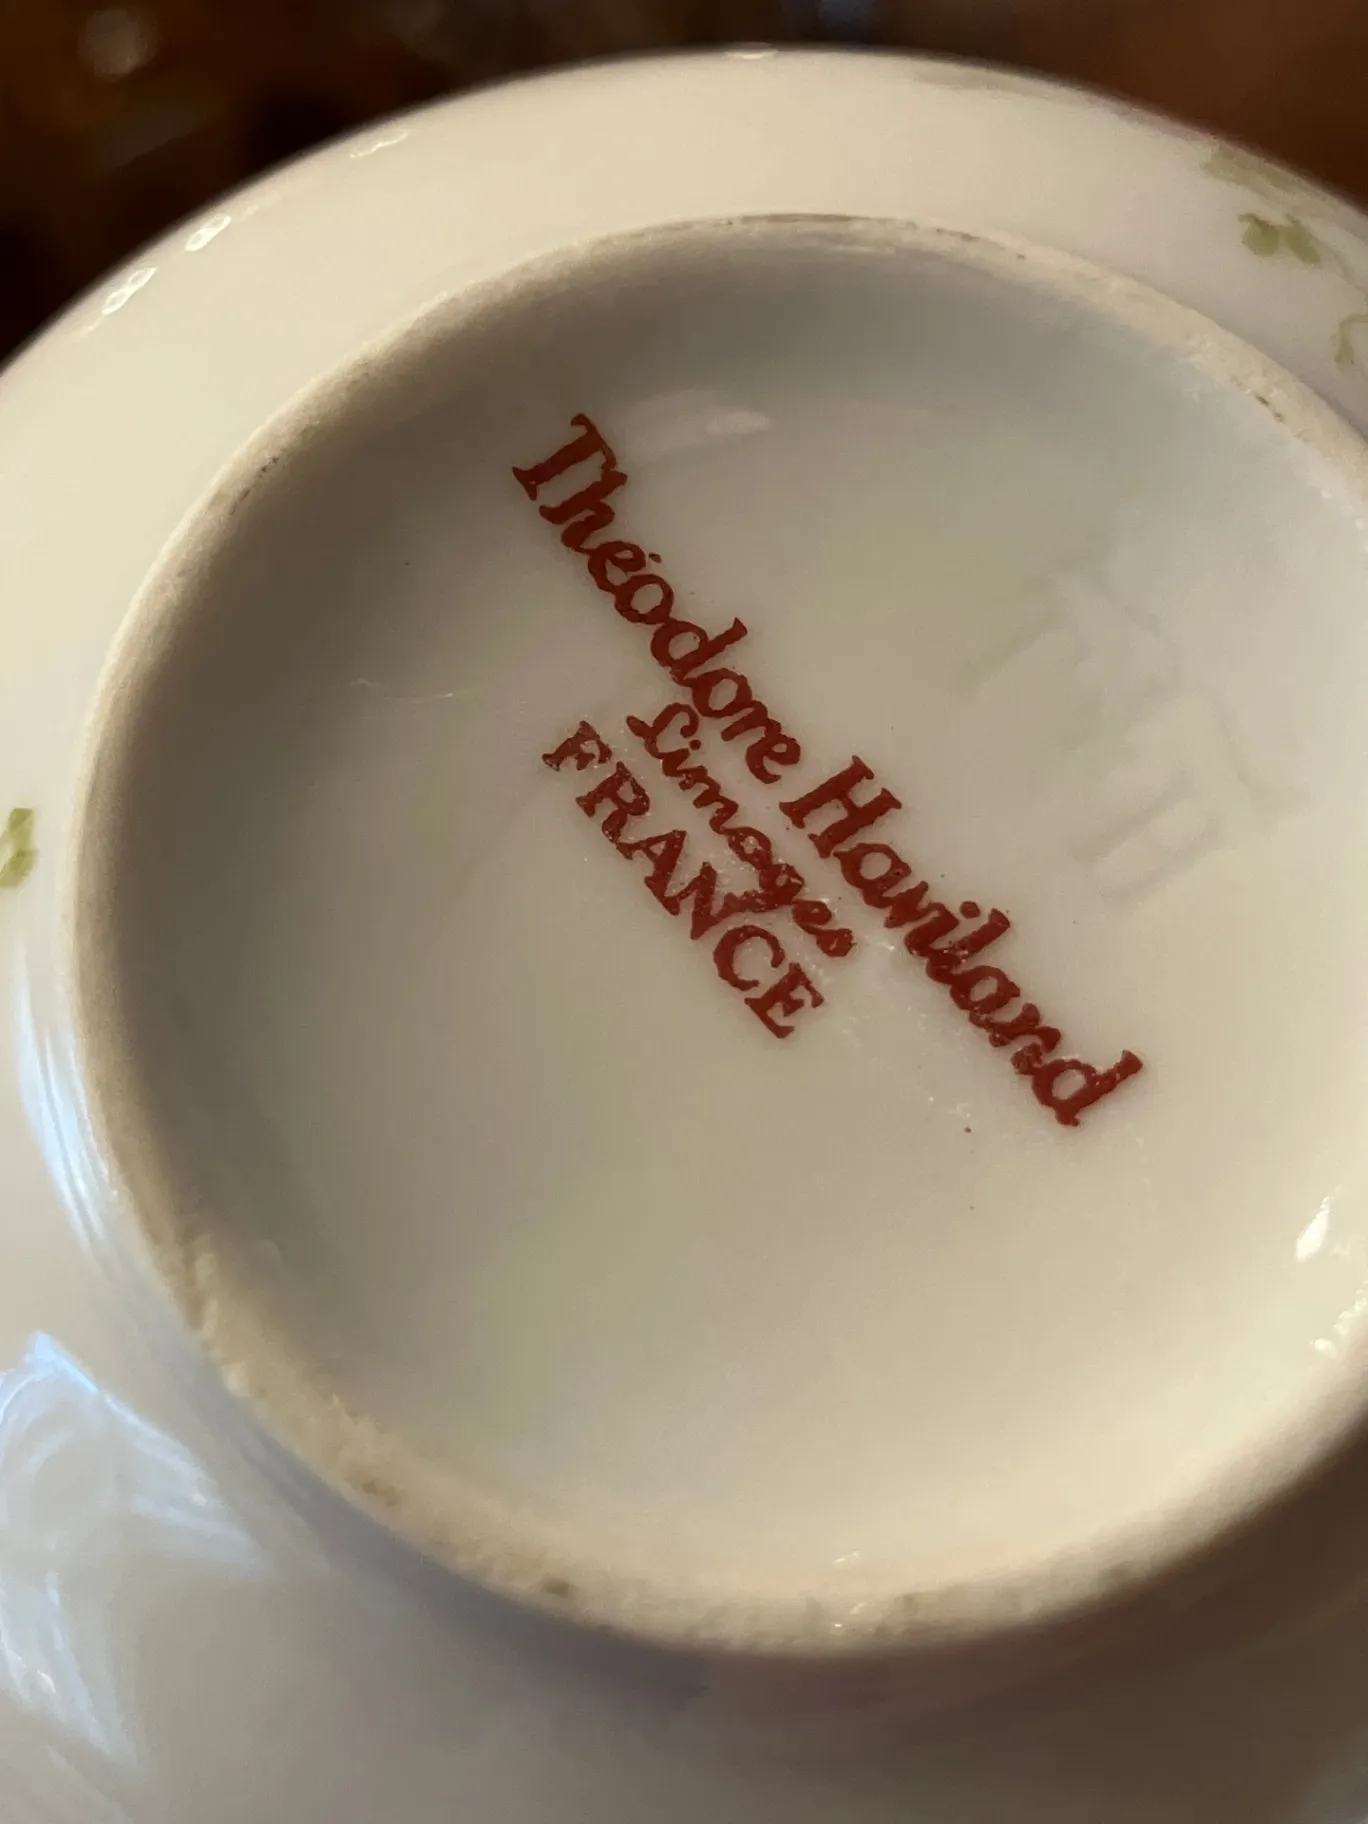 Théodore Haviland
Limoges
FRANCE